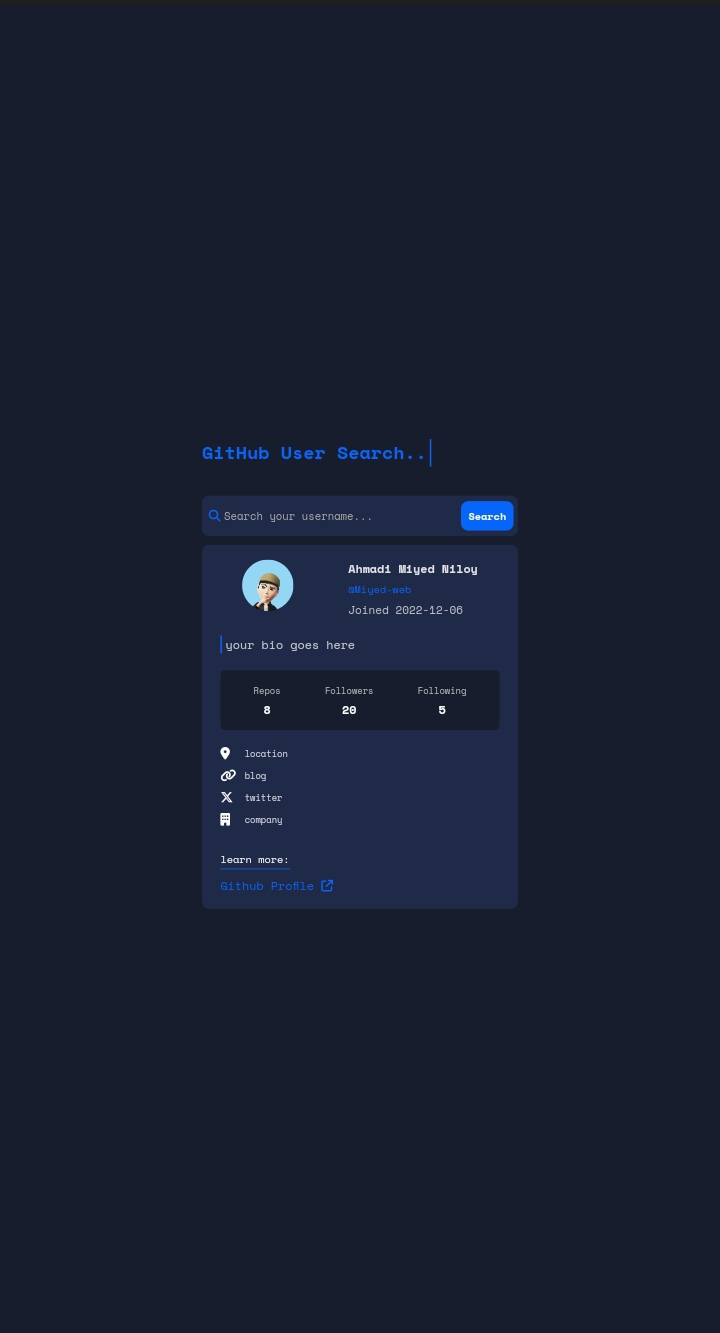 GitHub User Search..
Search your username...
Search
Ahmadi Miyed Niloy
@Miyed-web
Joined 2022-12-06
your bio goes here
Repos Followers Following
8 20 5
location
blog
twitter
company
learn more:
Github Profile